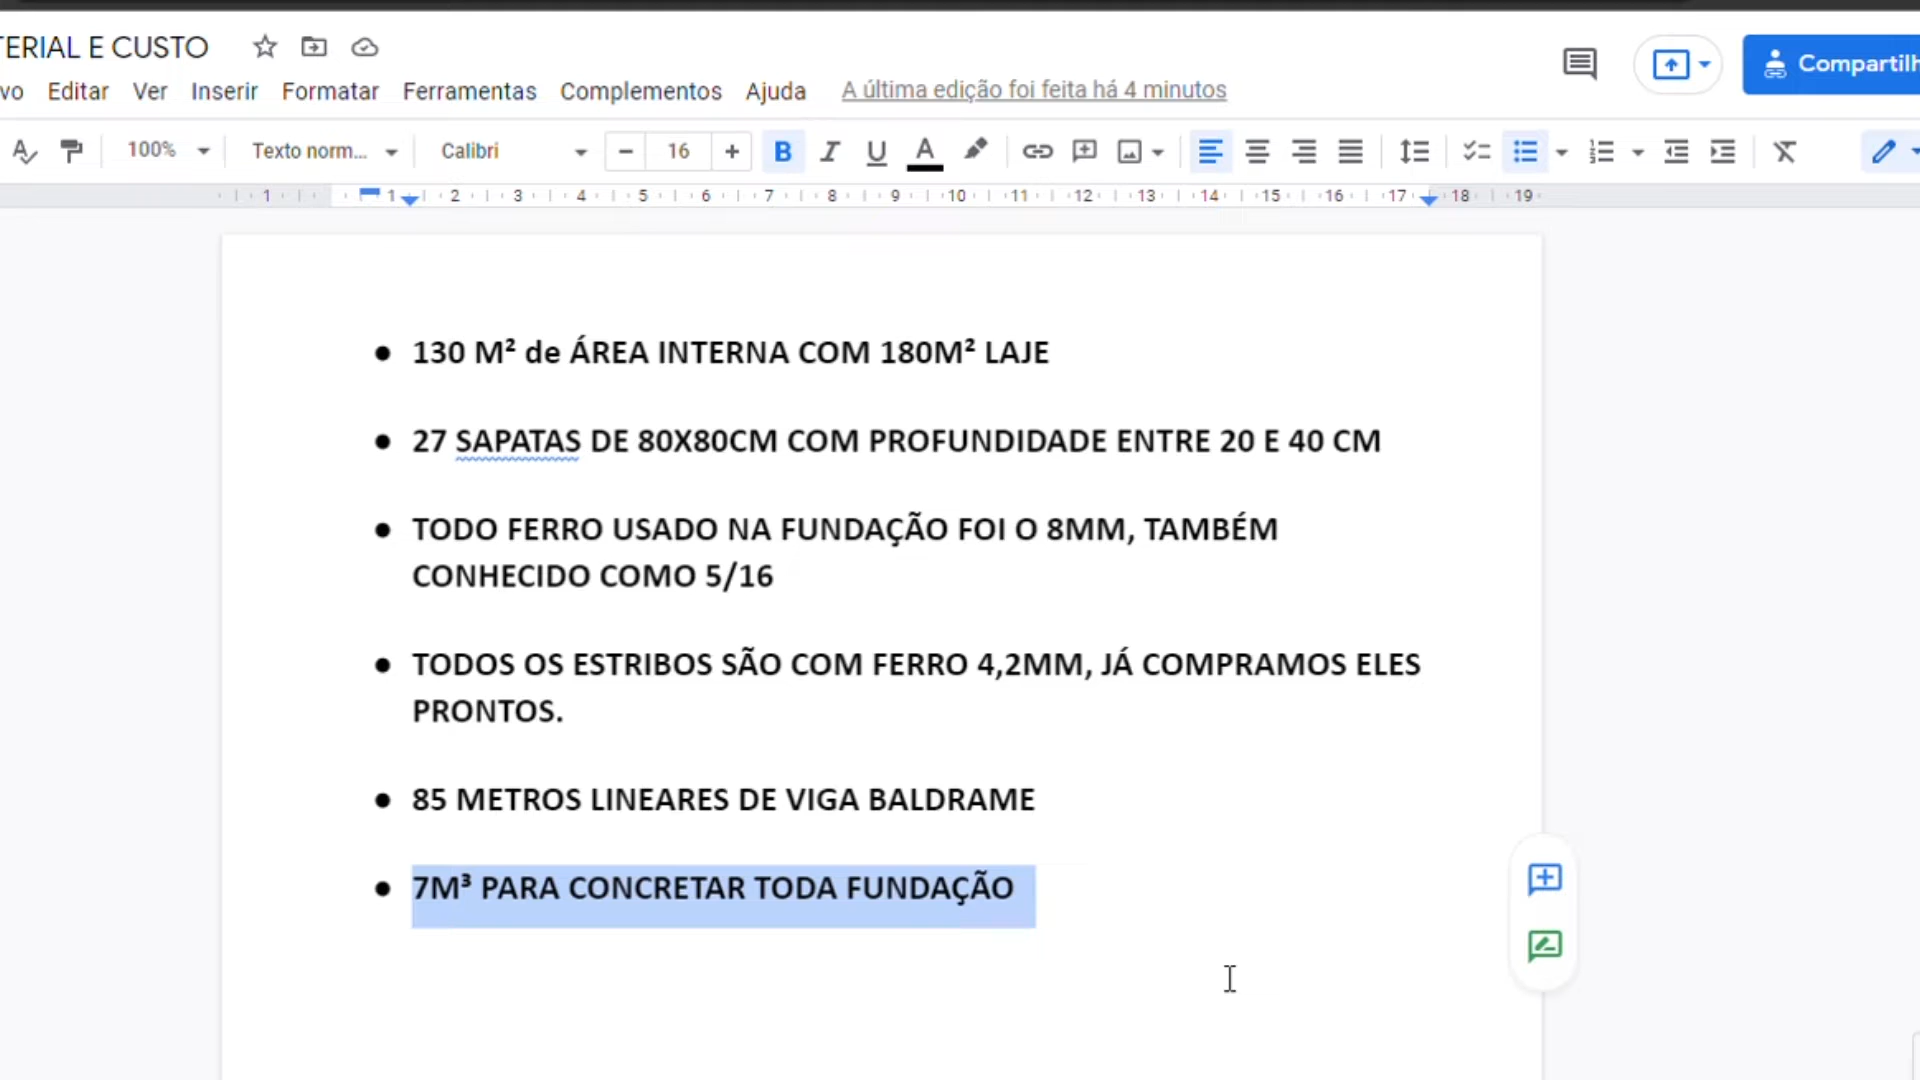 TERIAL E CUSTO
vo Editar Ver Inserir Formatar Ferramentas Complementos Ajuda A última edição foi feita há 4 minutos
Compartilh
100% Texto norm... Calibri − 16 + B I U A
1 1 2 3 4 5 6 7 8 9 10 11 12 13 14 15 16 17 18 19
● 130 M² de ÁREA INTERNA COM 180M² LAJE
● 27 SAPATAS DE 80X80CM COM PROFUNDIDADE ENTRE 20 E 40 CM
● TODO FERRO USADO NA FUNDAÇÃO FOI O 8MM, TAMBÉM
CONHECIDO COMO 5/16
● TODOS OS ESTRIBOS SÃO COM FERRO 4,2MM, JÁ COMPRAMOS ELES
PRONTOS.
● 85 METROS LINEARES DE VIGA BALDRAME
● 7M³ PARA CONCRETAR TODA FUNDAÇÃO